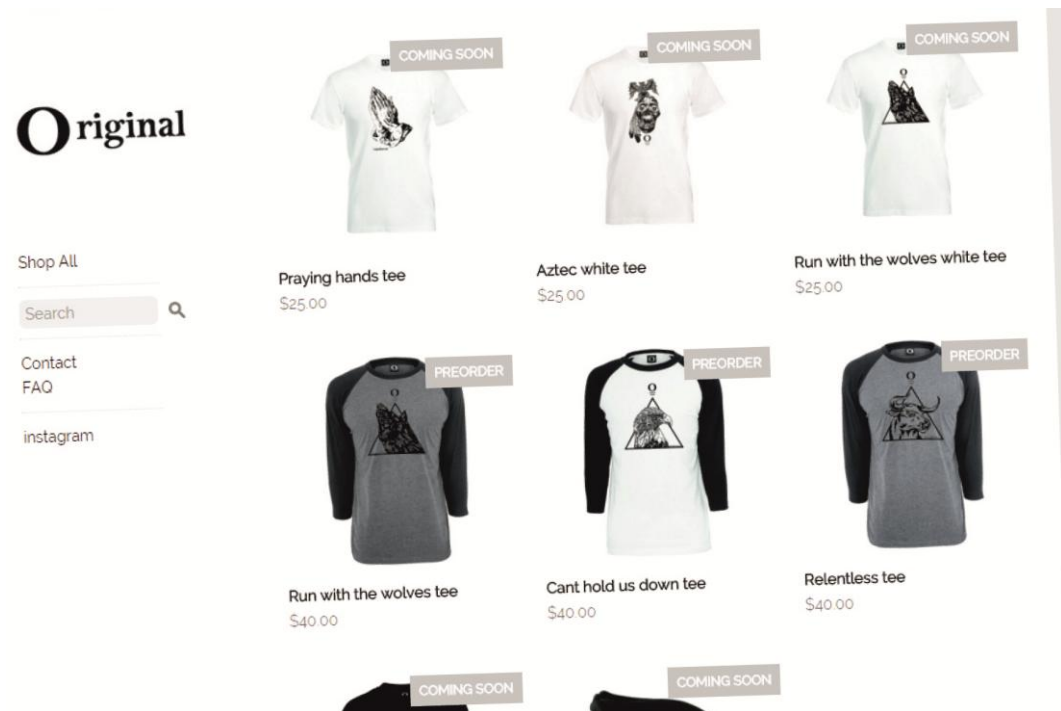 Original
Shop All
Search
Contact
FAQ
instagram
COMING SOON
COMING SOON
COMING SOON
Praying hands tee
$25.00
Aztec white tee
$25.00
Run with the wolves white tee
$25.00
PREORDER
PREORDER
PREORDER
Run with the wolves tee
$40.00
Cant hold us down tee
$40.00
Relentless tee
$40.00
COMING SOON
COMING SOON